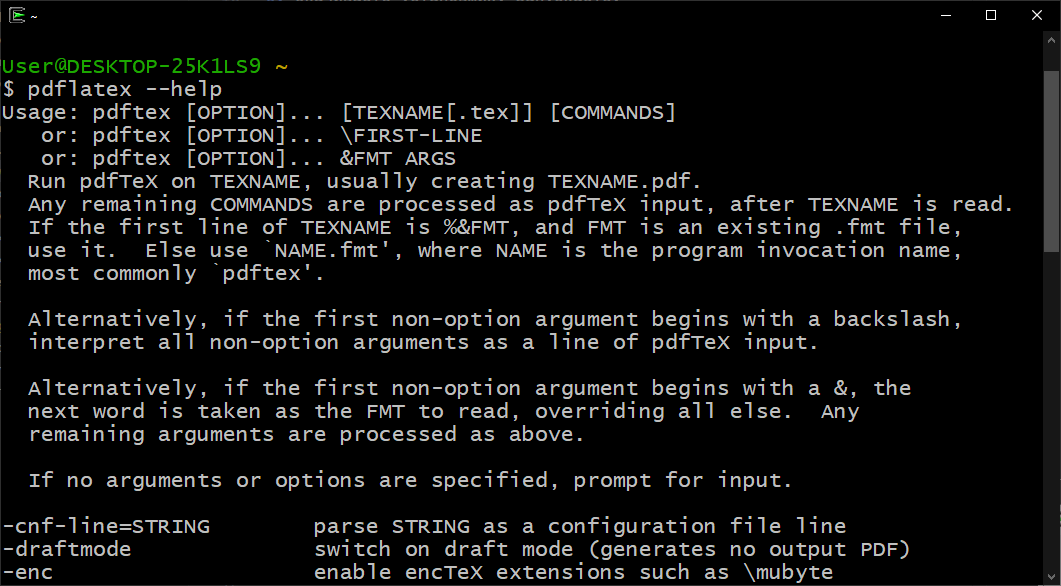 ~
User@DESKTOP-25K1LS9 ~
$ pdflatex --help
Usage: pdftex [OPTION]... [TEXNAME[.tex]] [COMMANDS]
   or: pdftex [OPTION]... \FIRST-LINE
   or: pdftex [OPTION]... &FMT ARGS
  Run pdfTeX on TEXNAME, usually creating TEXNAME.pdf.
  Any remaining COMMANDS are processed as pdfTeX input, after TEXNAME is read.
  If the first line of TEXNAME is %&FMT, and FMT is an existing .fmt file,
  use it.  Else use `NAME.fmt', where NAME is the program invocation name,
  most commonly `pdftex'.

  Alternatively, if the first non-option argument begins with a backslash,
  interpret all non-option arguments as a line of pdfTeX input.

  Alternatively, if the first non-option argument begins with a &, the
  next word is taken as the FMT to read, overriding all else.  Any
  remaining arguments are processed as above.

  If no arguments or options are specified, prompt for input.

-cnf-line=STRING        parse STRING as a configuration file line
-draftmode              switch on draft mode (generates no output PDF)
-enc                    enable encTeX extensions such as \mubyte